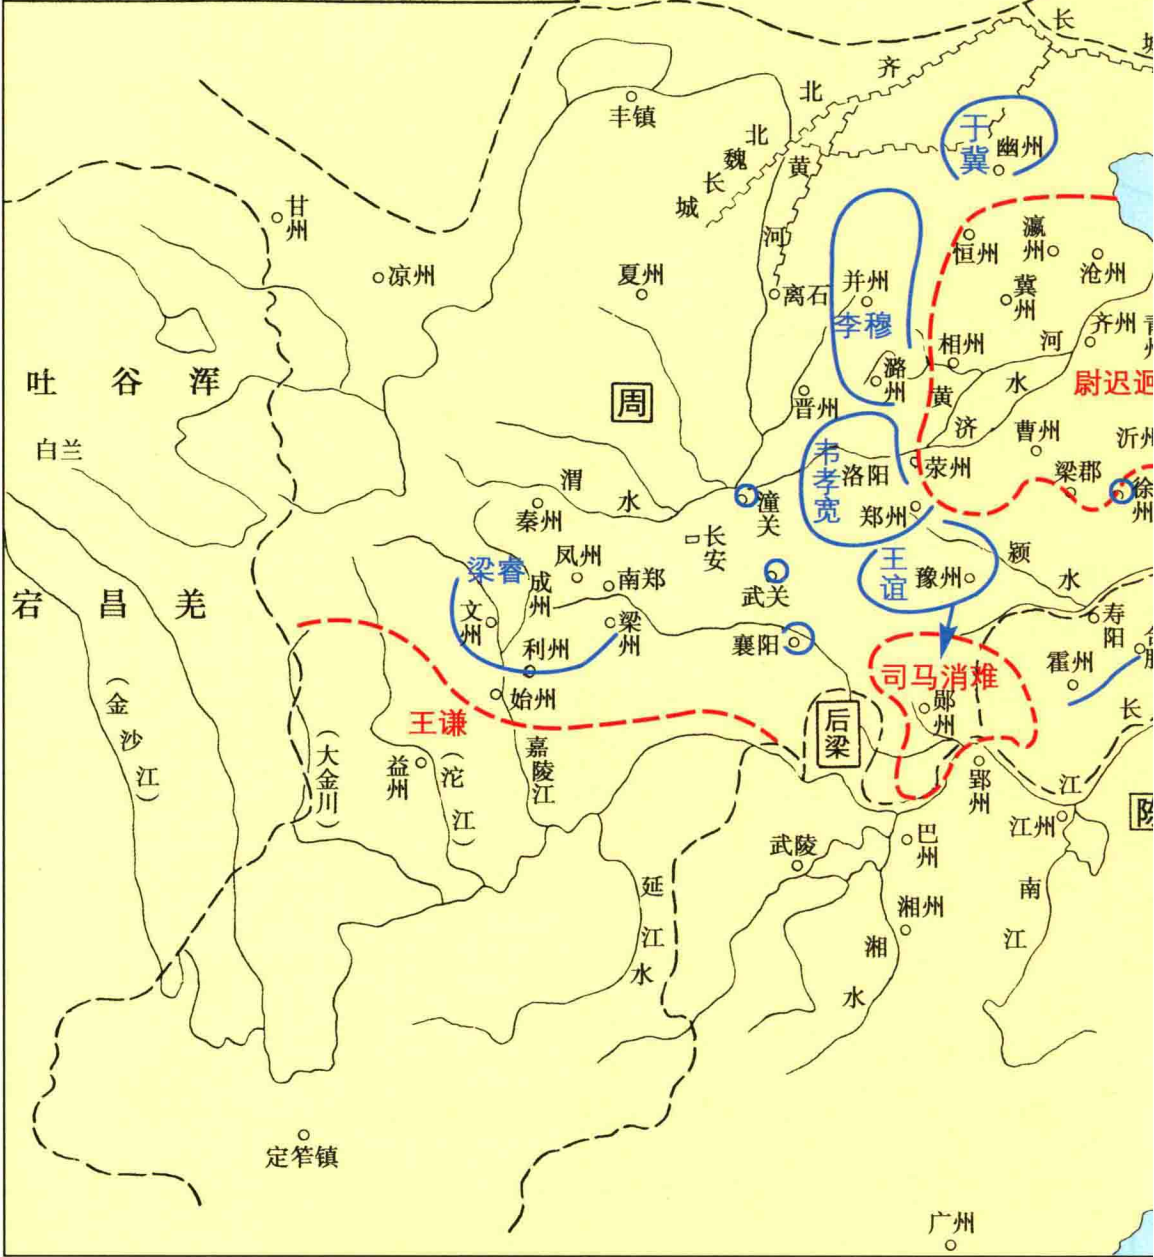 长
城
齐
北
北
魏
长
城
黄
河
丰镇
于冀
幽州
甘州
凉州
夏州
离石
并州
李穆
潞州
恒州
瀛州
沧州
冀州
齐州
相州
河
水
黄
济
尉迟迥
吐谷浑
白兰
周
晋州
曹州
沂州
韦孝宽
洛阳
荥州
梁郡
徐州
渭
水
秦州
潼关
郑州
长安
王谊
豫州
颍
水
梁睿
凤州
成州
南郑
武关
宕昌羌
文州
梁州
利州
襄阳
寿阳
霍州
司马消难
郧州
始州
王谦
后梁
长
江
(金沙江)
(大金川)
益州
(沱江)
嘉陵江
郢州
江州
武陵
巴州
延江水
湘州
湘
水
南
江
定笮镇
广州